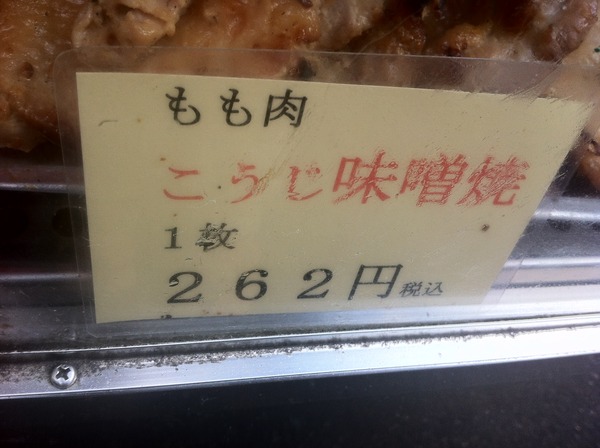 もも肉
こうじ味噌焼
１枚
２６２円税込